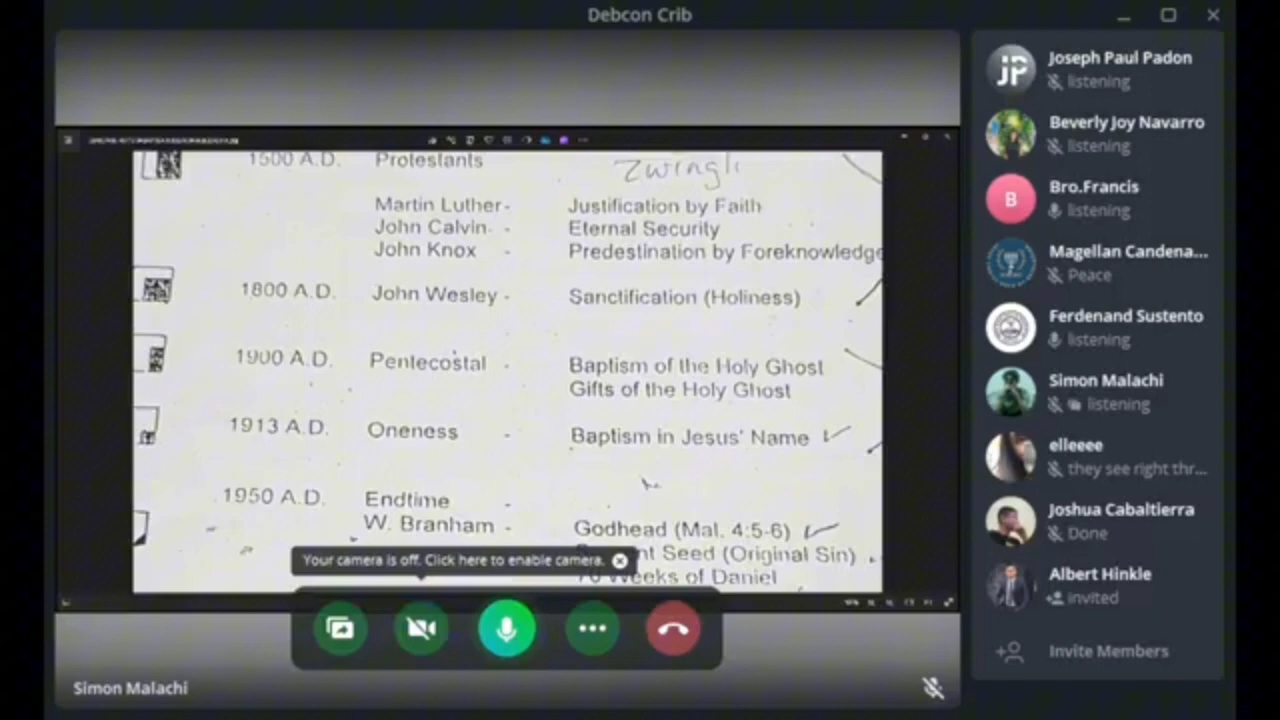 Debcon Crib
1500 A.D. Protestants Zwingli
Martin Luther- Justification by Faith
John Calvin - Eternal Security
John Knox - Predestination by Foreknowledge
1800 A.D. John Wesley - Sanctification (Holiness)
1900 A.D. Pentecostal - Baptism of the Holy Ghost
Gifts of the Holy Ghost
1913 A.D. Oneness - Baptism in Jesus' Name
1950 A.D. Endtime -
W. Branham - Godhead (Mal. 4:5-6)
Seed (Original Sin)
Weeks of Daniel
Your camera is off. Click here to enable camera.
Simon Malachi
Joseph Paul Padon
listening
Beverly Joy Navarro
listening
B
Bro.Francis
listening
Magellan Candena...
Peace
Ferdenand Sustento
listening
Simon Malachi
listening
elleeee
they see right thr...
Joshua Cabaltierra
Done
Albert Hinkle
invited
Invite Members